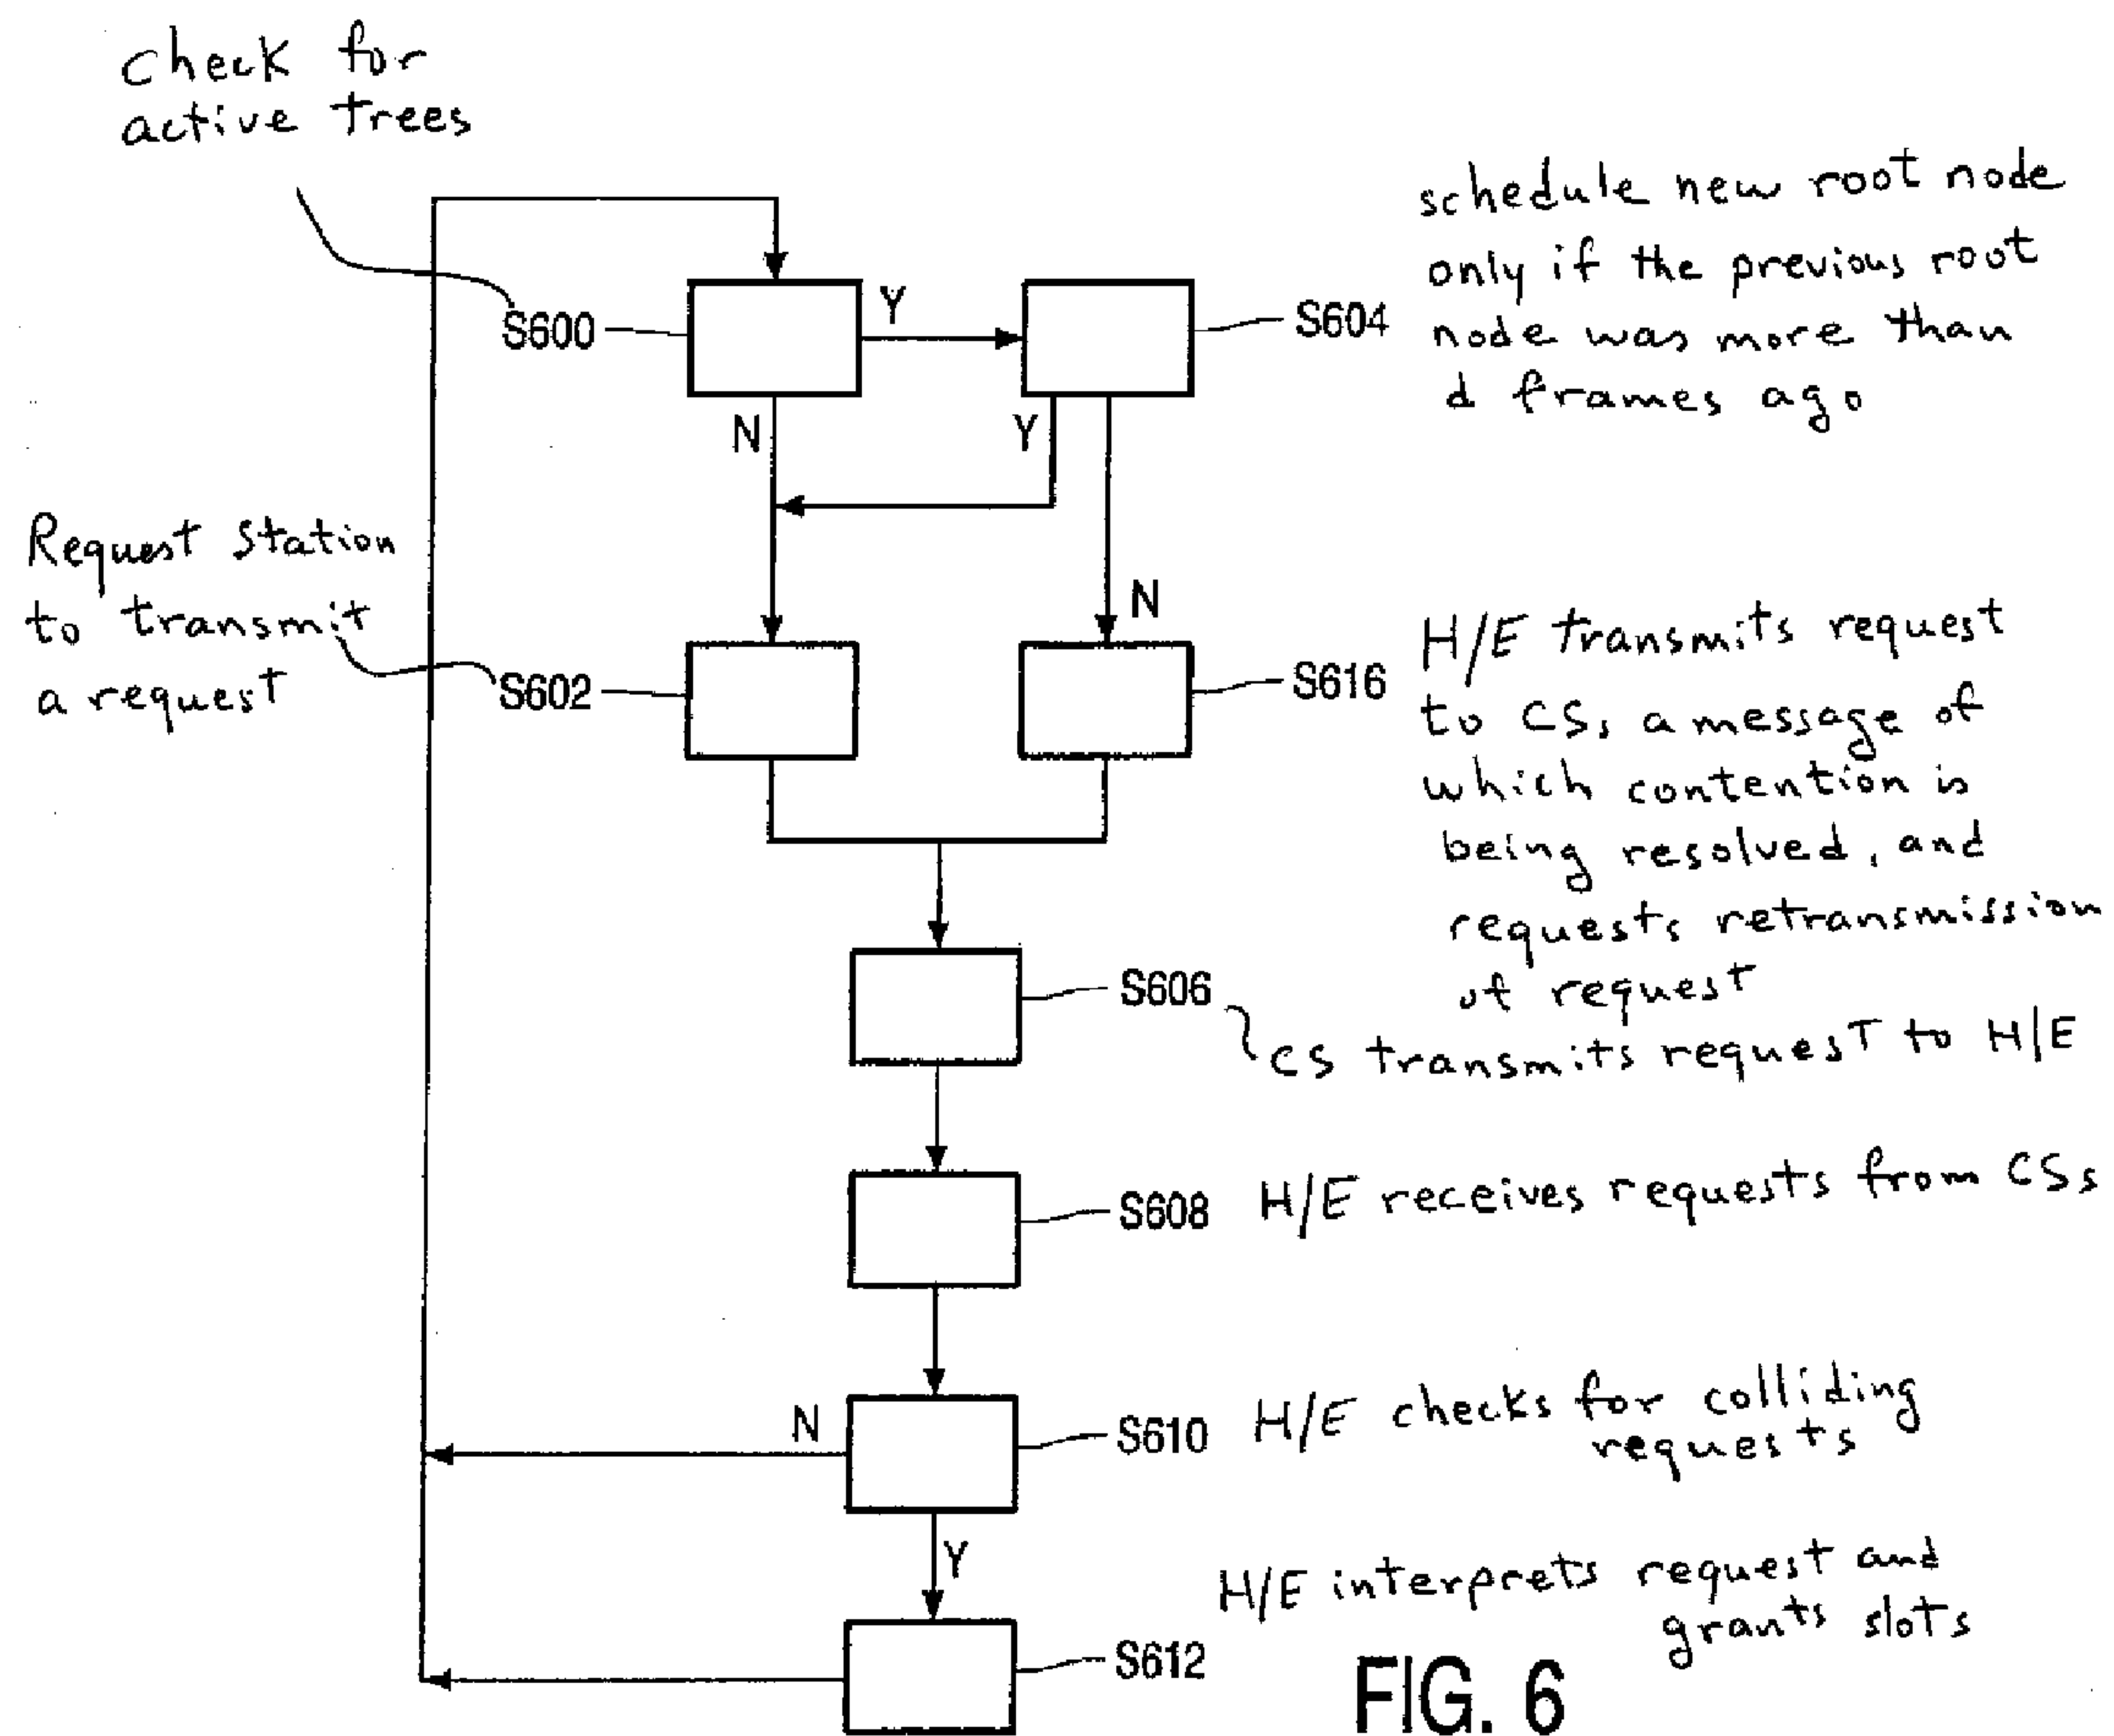 check for
active trees
schedule new root node
only if the previous root
node was more than
d frames ago
S600
Y
S604
N
Y
Request Station
to transmit
a request
S602
N
S616
H/E transmits request
to CS, a message of
which contention is
being resolved, and
requests retransmission
of request
S606
CS transmits request to H/E
S608
H/E receives requests from CSs
N
S610
H/E checks for colliding
requests
Y
H/E interprets request and
grants slots
S612
FIG. 6